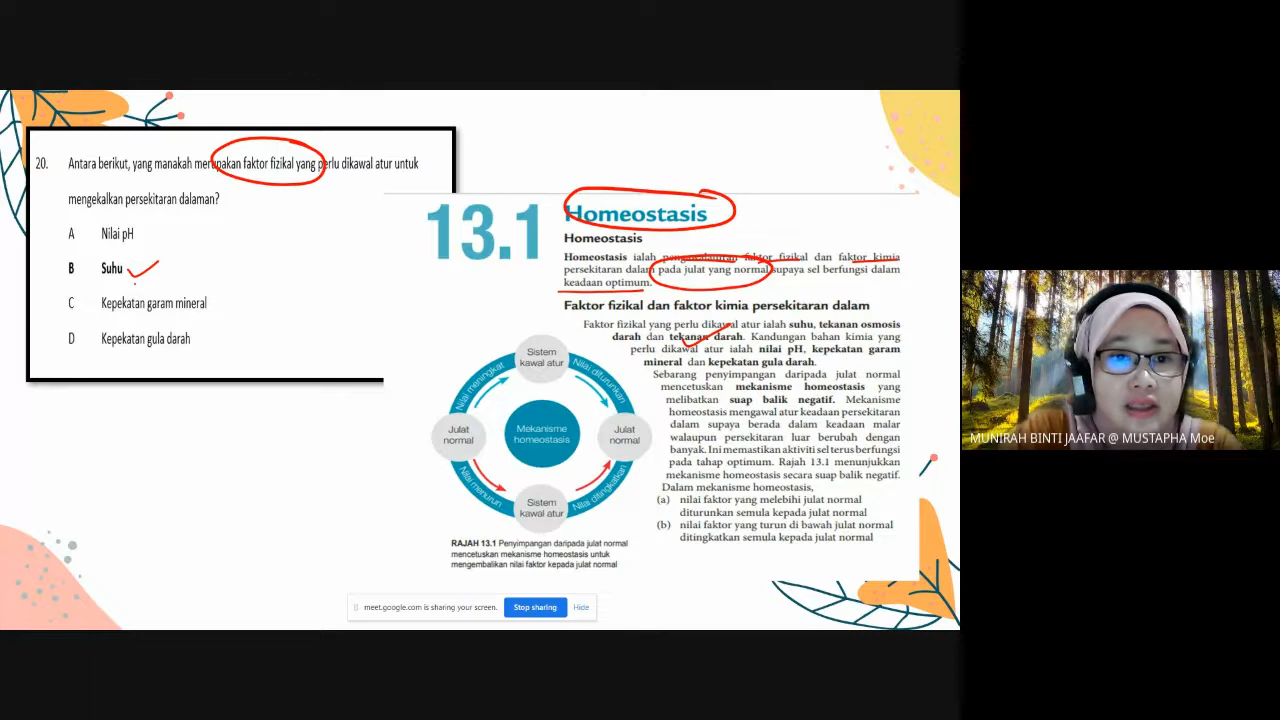 20. Antara berikut, yang manakah merupakan faktor fizikal yang perlu dikawal atur untuk
mengekalkan persekitaran dalaman?
A Nilai pH
B Suhu
C Kepekatan garam mineral
D Kepekatan gula darah
13.1 Homeostasis
Homeostasis
Homeostasis ialah pengawalaturan faktor fizikal dan faktor kimia
persekitaran dalam pada julat yang normal supaya sel berfungsi dalam
keadaan optimum.
Faktor fizikal dan faktor kimia persekitaran dalam
Faktor fizikal yang perlu dikawal atur ialah suhu, tekanan osmosis
darah dan tekanan darah. Kandungan bahan kimia yang
perlu dikawal atur ialah nilai pH, kepekatan garam
mineral dan kepekatan gula darah.
Sebarang penyimpangan daripada julat normal
mencetuskan mekanisme homeostasis yang
melibatkan suap balik negatif. Mekanisme
homeostasis mengawal atur keadaan persekitaran
dalam supaya berada dalam keadaan malar
walaupun persekitaran luar berubah dengan
banyak. Ini memastikan aktiviti sel terus berfungsi
pada tahap optimum. Rajah 13.1 menunjukkan
mekanisme homeostasis secara suap balik negatif.
Dalam mekanisme homeostasis,
(a) nilai faktor yang melebihi julat normal
diturunkan semula kepada julat normal
(b) nilai faktor yang turun di bawah julat normal
ditingkatkan semula kepada julat normal
Sistem
kawal atur
Nilai meningkat
Nilai diturunkan
Julat
normal
Mekanisme
homeostasis
Julat
normal
Nilai menurun
Nilai ditingkatkan
Sistem
kawal atur
RAJAH 13.1 Penyimpangan daripada julat normal
mencetuskan mekanisme homeostasis untuk
mengembalikan nilai faktor kepada julat normal
meet.google.com is sharing your screen. Stop sharing Hide
MUNIRAH BINTI JAAFAR @ MUSTAPHA Moe